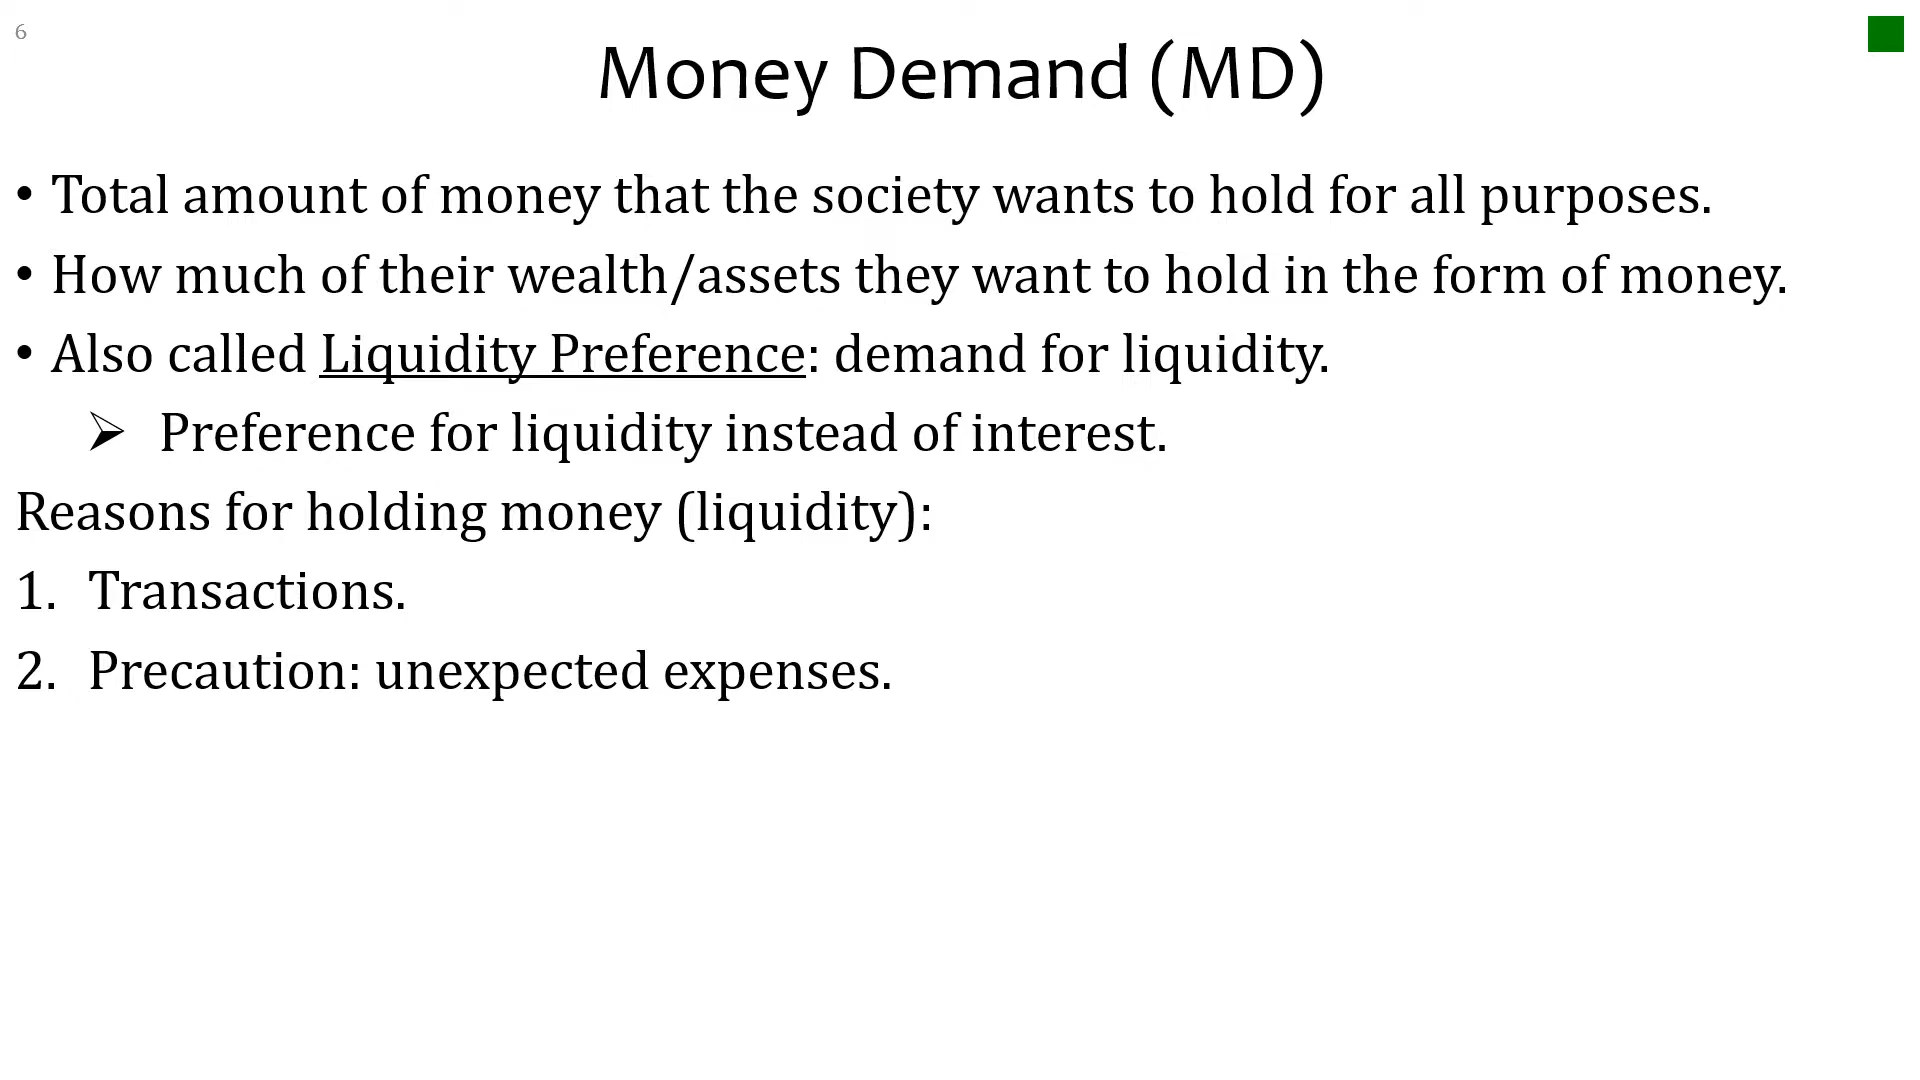 6
Money Demand (MD)
• Total amount of money that the society wants to hold for all purposes.
• How much of their wealth/assets they want to hold in the form of money.
• Also called Liquidity Preference: demand for liquidity.
➢ Preference for liquidity instead of interest.
Reasons for holding money (liquidity):
1. Transactions.
2. Precaution: unexpected expenses.